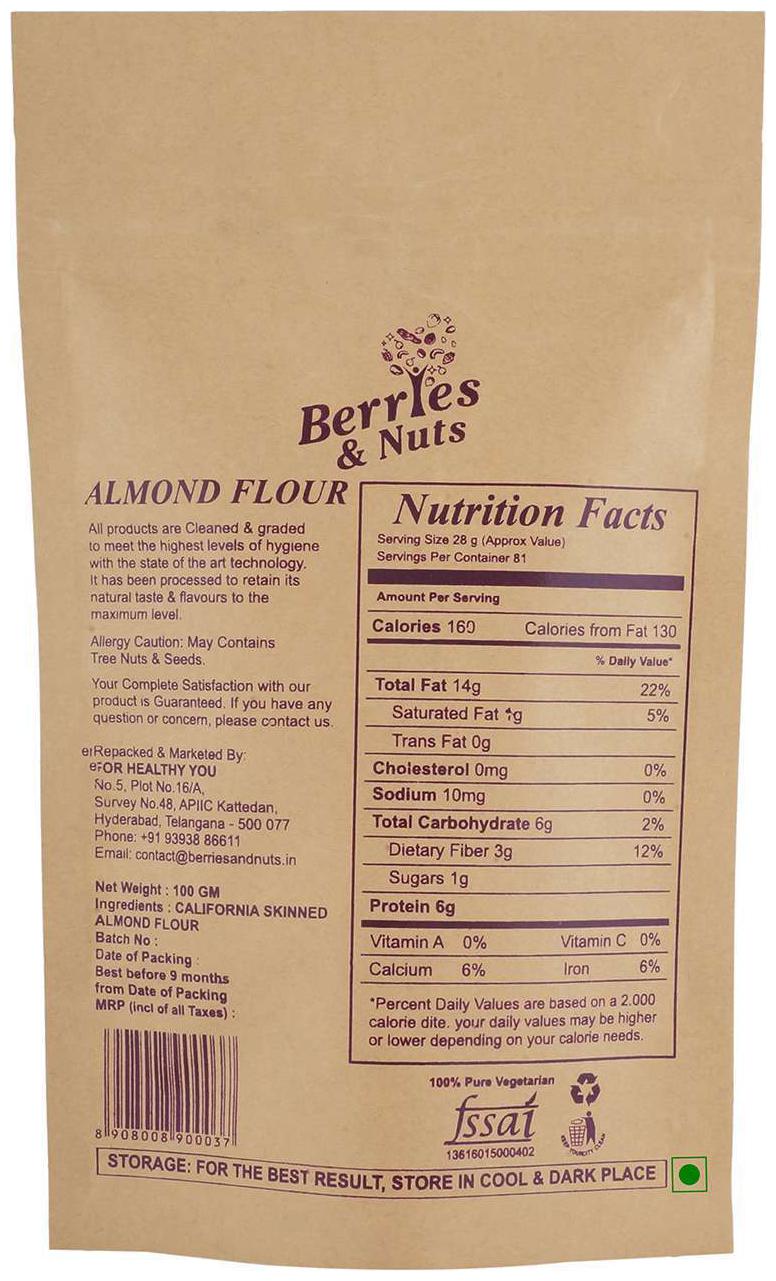 Berries
& Nuts
ALMOND FLOUR
All products are Cleaned & graded
to meet the highest levels of hygiene
with the state of the art technology.
It has been processed to retain its
natural taste & flavours to the
maximum level.
Allergy Caution: May Contains
Tree Nuts & Seeds.
Your Complete Satisfaction with our
product is Guaranteed. If you have any
question or concern, please contact us.
Repacked & Marketed By:
FOR HEALTHY YOU
No.5, Plot No.16/A,
Survey No.48, APIIC Kattedan,
Hyderabad, Telangana - 500 077
Phone: +91 93938 86611
Email: contact@berriesandnuts.in
Net Weight : 100 GM
Ingredients : CALIFORNIA SKINNED
ALMOND FLOUR
Batch No :
Date of Packing :
Best before 9 months
from Date of Packing
MRP (incl of all Taxes) :
8 908008 900037
Nutrition Facts
Serving Size 28 g (Approx Value)
Servings Per Container 81
Amount Per Serving
Calories 160 Calories from Fat 130
% Daily Value*
Total Fat 14g 22%
Saturated Fat 1g 5%
Trans Fat 0g
Cholesterol 0mg 0%
Sodium 10mg 0%
Total Carbohydrate 6g 2%
Dietary Fiber 3g 12%
Sugars 1g
Protein 6g
Vitamin A 0% Vitamin C 0%
Calcium 6% Iron 6%
*Percent Daily Values are based on a 2.000
calorie dite. your daily values may be higher
or lower depending on your calorie needs.
100% Pure Vegetarian
fssai
13616015000402
KEEP YOUR CITY CLEAN
STORAGE: FOR THE BEST RESULT, STORE IN COOL & DARK PLACE